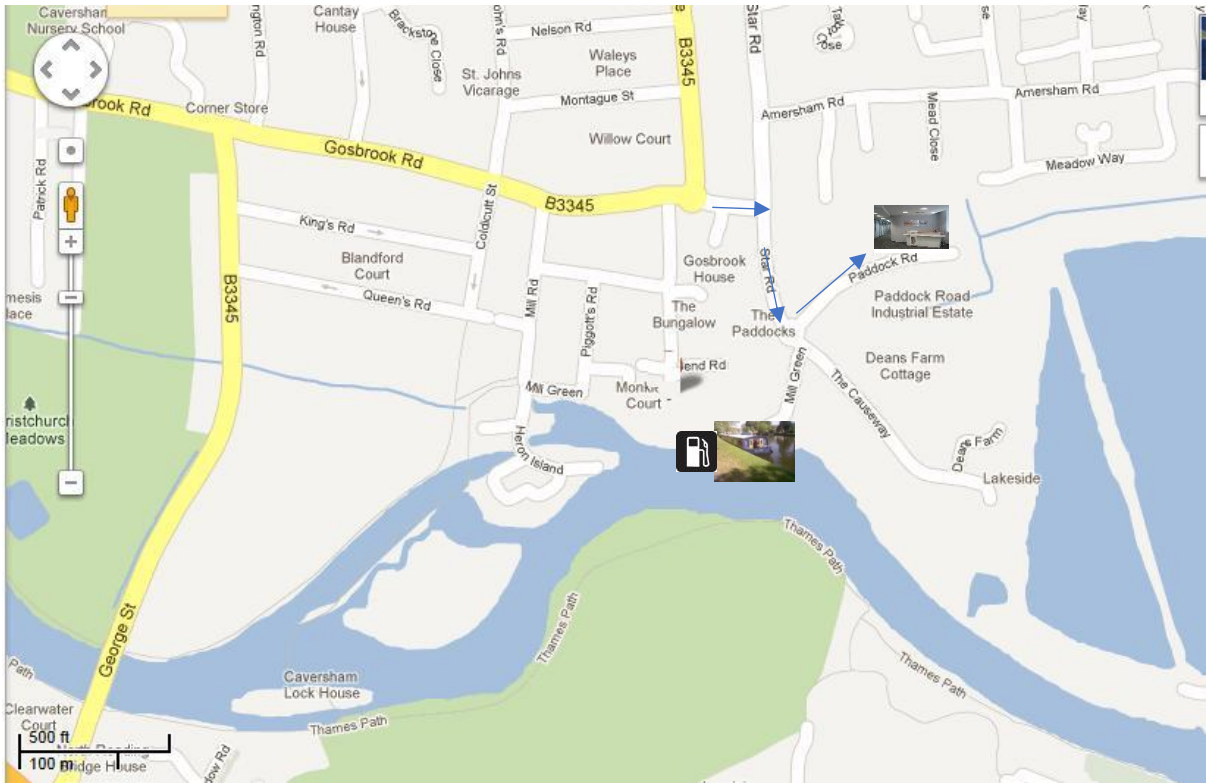 Caversham
Nursery School
Cantay
House
Brackstone Close
Nelson Rd
Waleys
Place
B3345
Star Rd
St. Johns
Vicarage
Montague St
Willow Court
Corner Store
Gosbrook Rd
Amersham Rd
Amersham Rd
Mead Close
Meadow Way
Patrick Rd
B3345
Coldicutt St
King's Rd
Blandford
Court
Queen's Rd
Mill Rd
Piggott's Rd
B3345
Gosbrook
House
The
Bungalow
Star Rd
The
Paddocks
Paddock Rd
Paddock Road
Industrial Estate
Deans Farm
Cottage
Mill Green
Court
Mill Green
The Causeway
Heron Island
Deans Farm
Lakeside
George St
Thames Path
Thames Path
Thames Path
Thames Path
Caversham
Lock House
Path
Clearwater
Court
500 ft
100 m